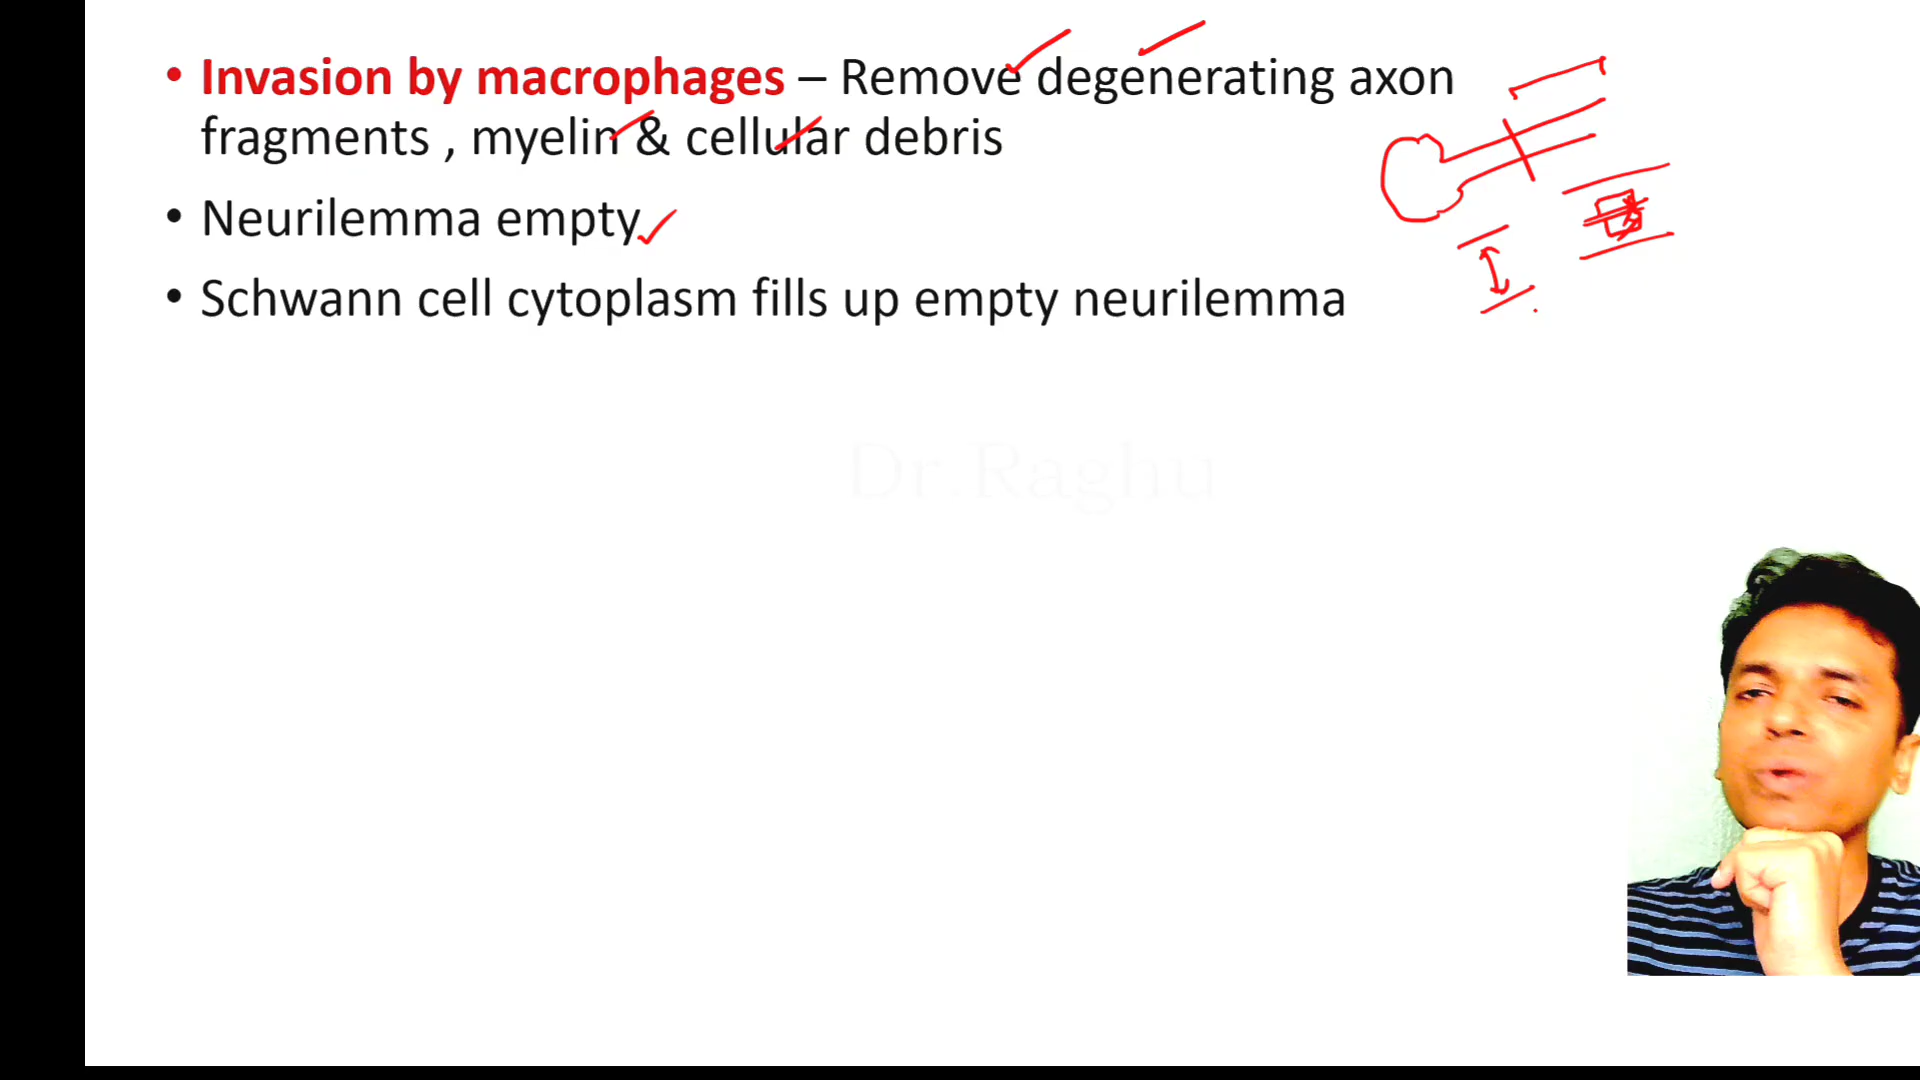 • Invasion by macrophages – Remove degenerating axon
fragments , myelin & cellular debris
• Neurilemma empty
• Schwann cell cytoplasm fills up empty neurilemma
Dr.Raghu